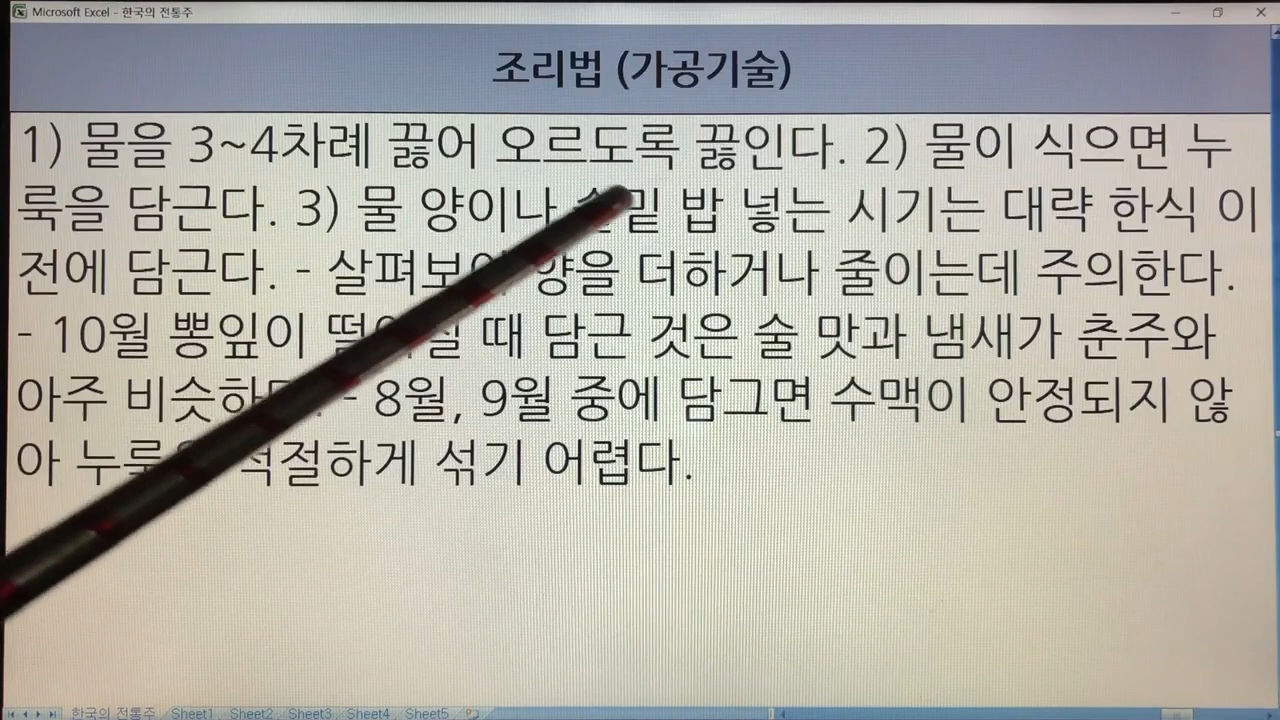 Microsoft Excel - 한국의 전통주
조리법 (가공기술)
1) 물을 3~4차례 끓어 오르도록 끓인다. 2) 물이 식으면 누
룩을 담근다. 3) 물 양이나 밥 넣는 시기는 대략 한식 이
전에 담근다. - 양을 더하거나 줄이는데 주의한다.
- 10월 뽕잎이 때 담근 것은 술 맛과 냄새가 춘주와
아주 - 8월, 9월 중에 담그면 수맥이 안정되지 않
아 섞기 어렵다.
한국의 전통주 Sheet1 Sheet2 Sheet3 Sheet4 Sheet5